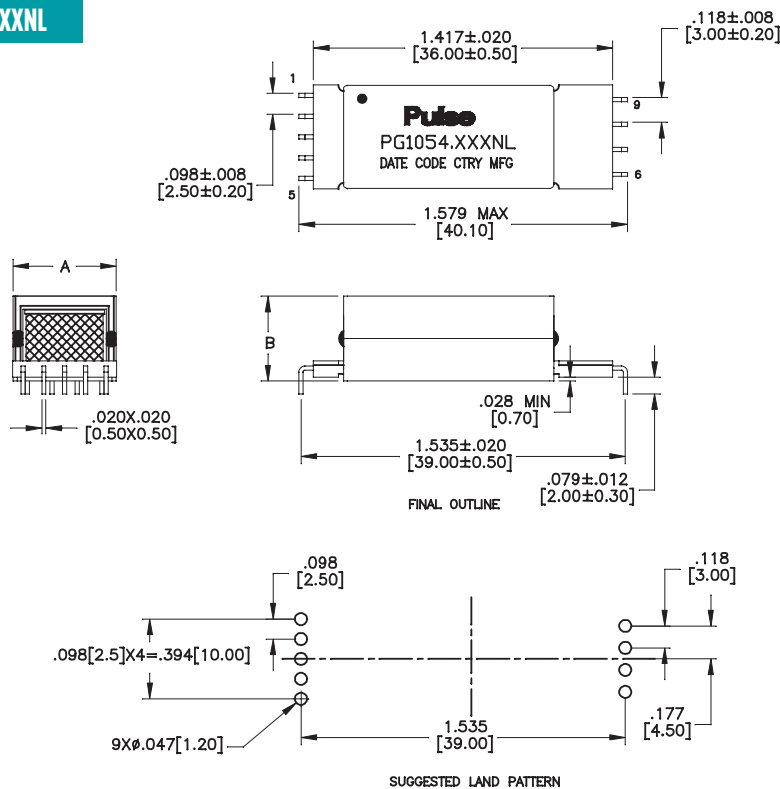 XXNL
1.417±.020
[36.00±0.50]
.118±.008
[3.00±0.20]
1
9
Pulse
PG1054.XXXNL
DATE CODE CTRY MFG
.098±.008
[2.50±0.20]
5
6
1.579 MAX
[40.10]
A
B
.028 MIN
[0.70]
.020X.020
[0.50X0.50]
1.535±.020
[39.00±0.50]
.079±.012
[2.00±0.30]
FINAL OUTLINE
.098
[2.50]
.118
[3.00]
.098[2.5]X4=.394[10.00]
9Xø.047[1.20]
1.535
[39.00]
.177
[4.50]
SUGGESTED LAND PATTERN